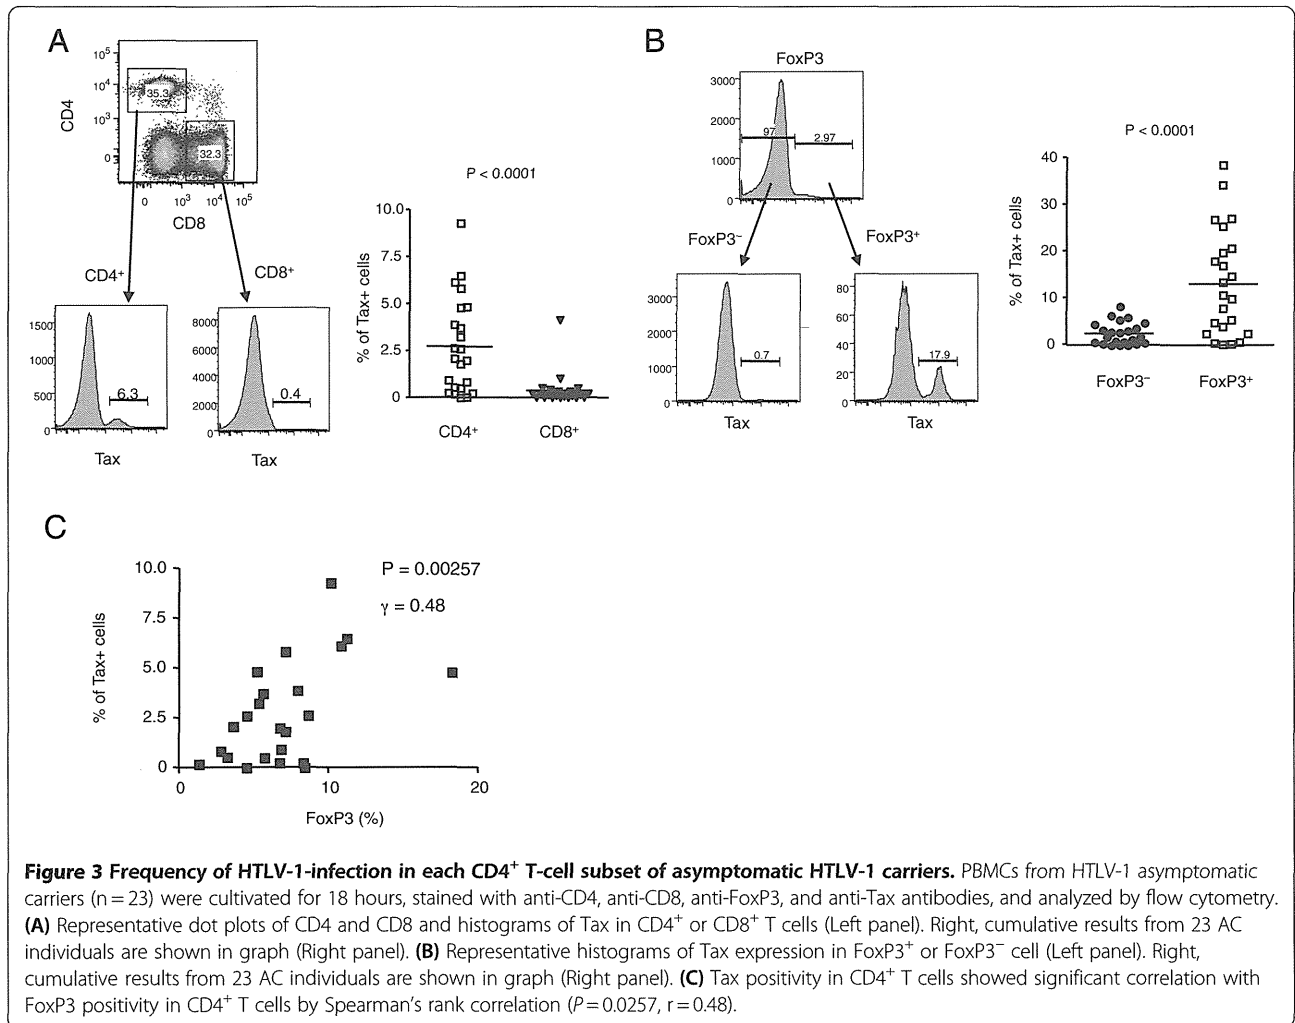 A
10⁵
10⁴
10³
0
CD4
35.3
32.3
0
10³
10⁴
10⁵
CD8
CD4⁺
CD8⁺
1500
1000
500
0
6.3
Tax
8000
6000
4000
2000
0
0.4
Tax
P < 0.0001
% of Tax+ cells
10.0
7.5
5.0
2.5
0
CD4⁺
CD8⁺
B
FoxP3
3000
2000
1000
0
97
2.97
FoxP3⁻
FoxP3⁺
3000
2000
1000
0
0.7
Tax
80
60
40
20
0
17.9
Tax
P < 0.0001
% of Tax+ cells
40
30
20
10
0
FoxP3⁻
FoxP3⁺
C
P = 0.00257
γ = 0.48
% of Tax+ cells
10.0
7.5
5.0
2.5
0
0
10
20
FoxP3 (%)
Figure 3 Frequency of HTLV-1-infection in each CD4⁺ T-cell subset of asymptomatic HTLV-1 carriers. PBMCs from HTLV-1 asymptomatic
carriers (n = 23) were cultivated for 18 hours, stained with anti-CD4, anti-CD8, anti-FoxP3, and anti-Tax antibodies, and analyzed by flow cytometry.
(A) Representative dot plots of CD4 and CD8 and histograms of Tax in CD4⁺ or CD8⁺ T cells (Left panel). Right, cumulative results from 23 AC
individuals are shown in graph (Right panel). (B) Representative histograms of Tax expression in FoxP3⁺ or FoxP3⁻ cell (Left panel). Right,
cumulative results from 23 AC individuals are shown in graph (Right panel). (C) Tax positivity in CD4⁺ T cells showed significant correlation with
FoxP3 positivity in CD4⁺ T cells by Spearman's rank correlation (P = 0.0257, r = 0.48).